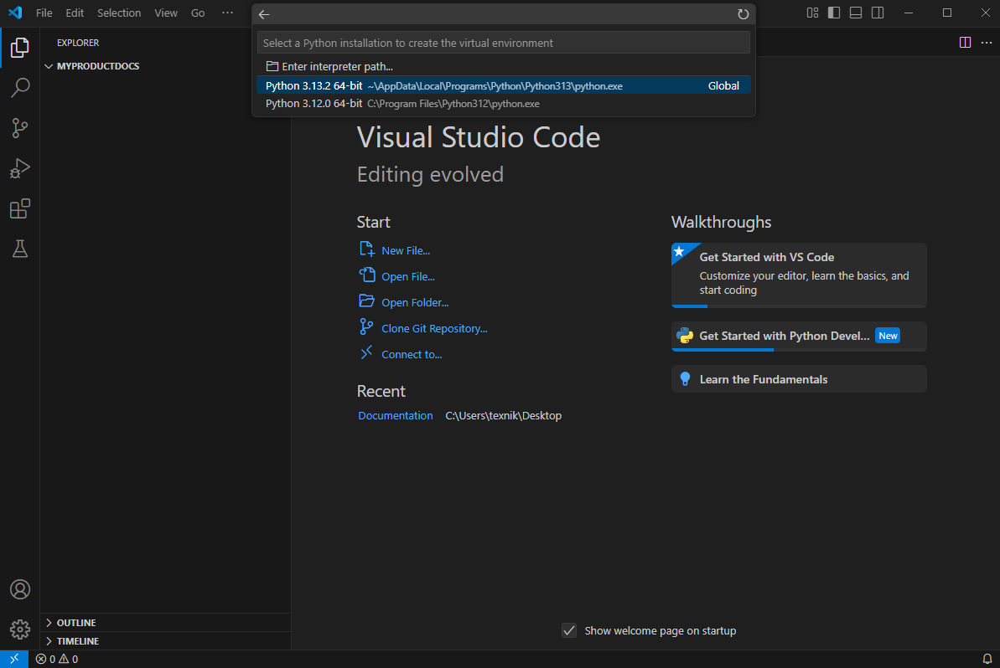 File Edit Selection View Go ···
Select a Python installation to create the virtual environment
Enter interpreter path...
Python 3.13.2 64-bit ~\AppData\Local\Programs\Python\Python313\python.exe Global
Python 3.12.0 64-bit C:\Program Files\Python312\python.exe
EXPLORER
MYPRODUCTDOCS
Visual Studio Code
Editing evolved
Start
New File...
Open File...
Open Folder...
Clone Git Repository...
Connect to...
Recent
Documentation C:\Users\texnik\Desktop
Walkthroughs
Get Started with VS Code
Customize your editor, learn the basics, and
start coding
Get Started with Python Devel... New
Learn the Fundamentals
OUTLINE
TIMELINE
Show welcome page on startup
0 0